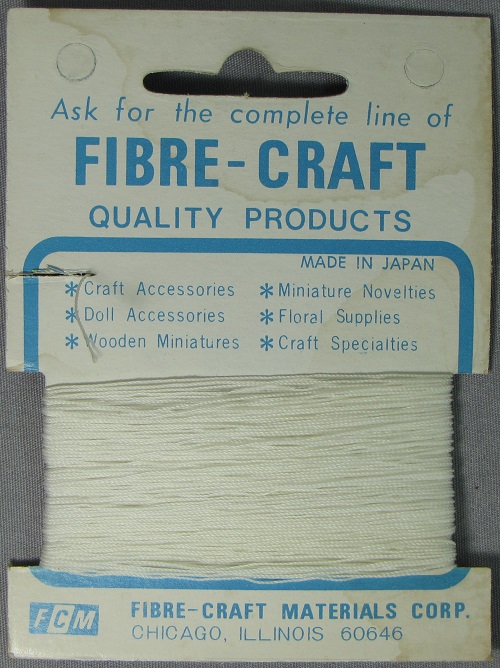 Ask for the complete line of
FIBRE-CRAFT
QUALITY PRODUCTS
MADE IN JAPAN
* Craft Accessories * Miniature Novelties
* Doll Accessories * Floral Supplies
* Wooden Miniatures * Craft Specialties
FCM FIBRE-CRAFT MATERIALS CORP.
CHICAGO, ILLINOIS 60646